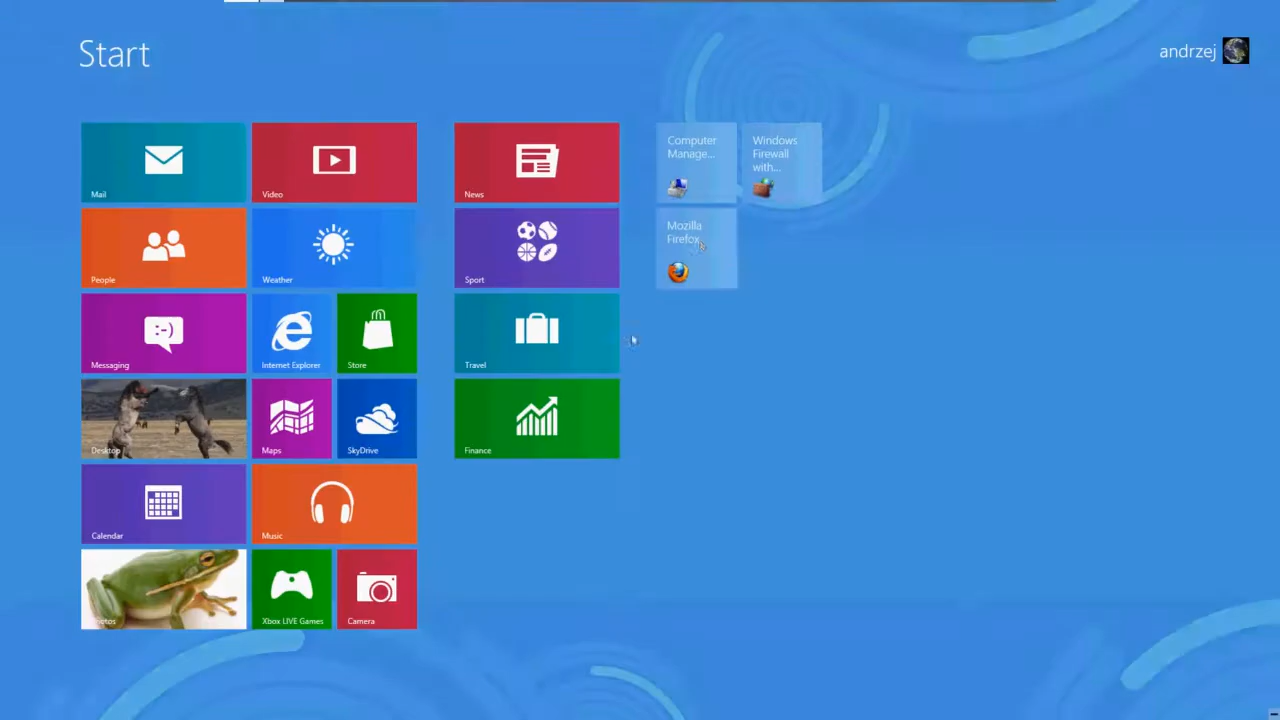 Start
andrzej
Mail
Video
News
Computer
Manage...
Windows
Firewall
with...
People
Weather
Sport
Mozilla
Firefox
Messaging
Internet Explorer
Store
Travel
Desktop
Maps
SkyDrive
Finance
Calendar
Music
Photos
Xbox LIVE Games
Camera
:-)